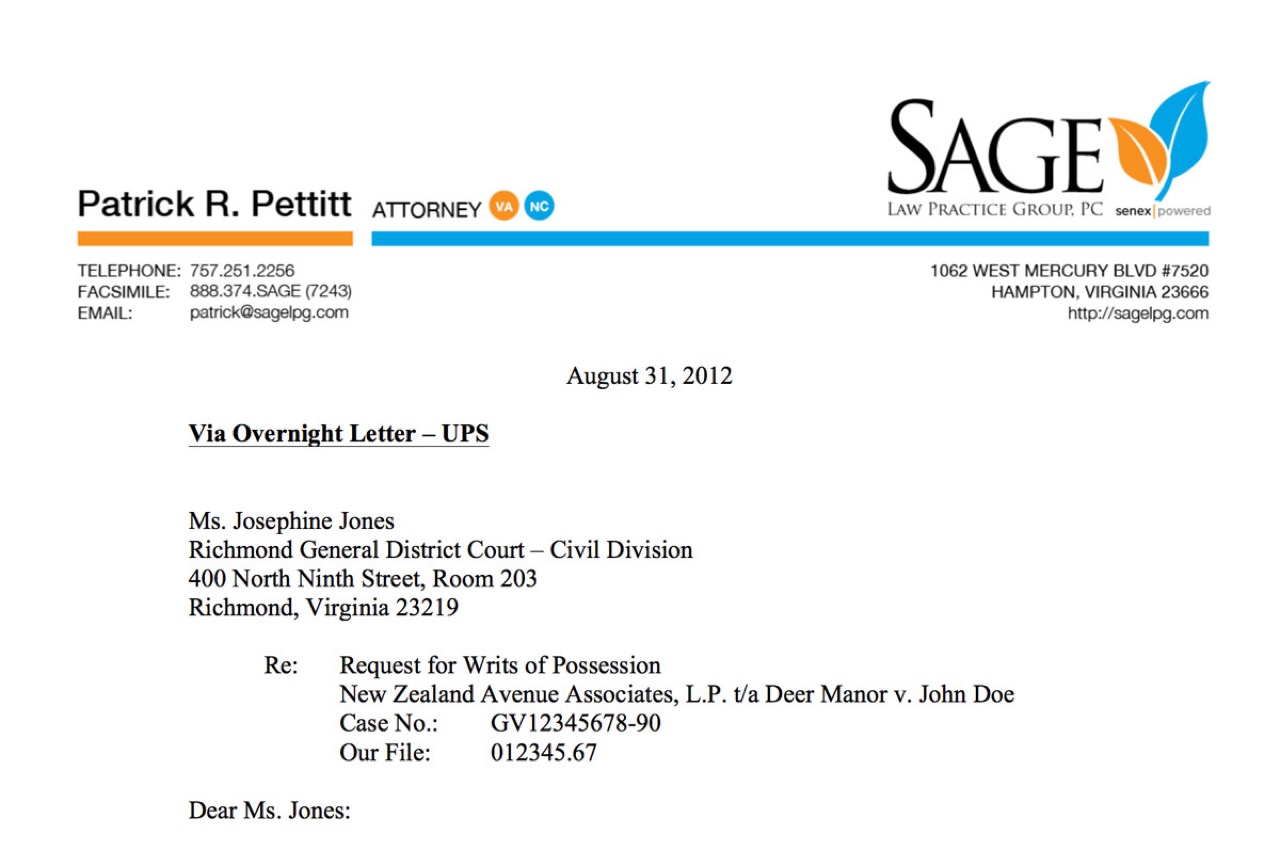 SAGE
LAW PRACTICE GROUP, PC senex|powered
Patrick R. Pettitt ATTORNEY VA NC
TELEPHONE: 757.251.2256
FACSIMILE: 888.374.SAGE (7243)
EMAIL: patrick@sagelpg.com
1062 WEST MERCURY BLVD #7520
HAMPTON, VIRGINIA 23666
http://sagelpg.com
August 31, 2012
Via Overnight Letter – UPS
Ms. Josephine Jones
Richmond General District Court – Civil Division
400 North Ninth Street, Room 203
Richmond, Virginia 23219
Re: Request for Writs of Possession
New Zealand Avenue Associates, L.P. t/a Deer Manor v. John Doe
Case No.: GV12345678-90
Our File: 012345.67
Dear Ms. Jones: